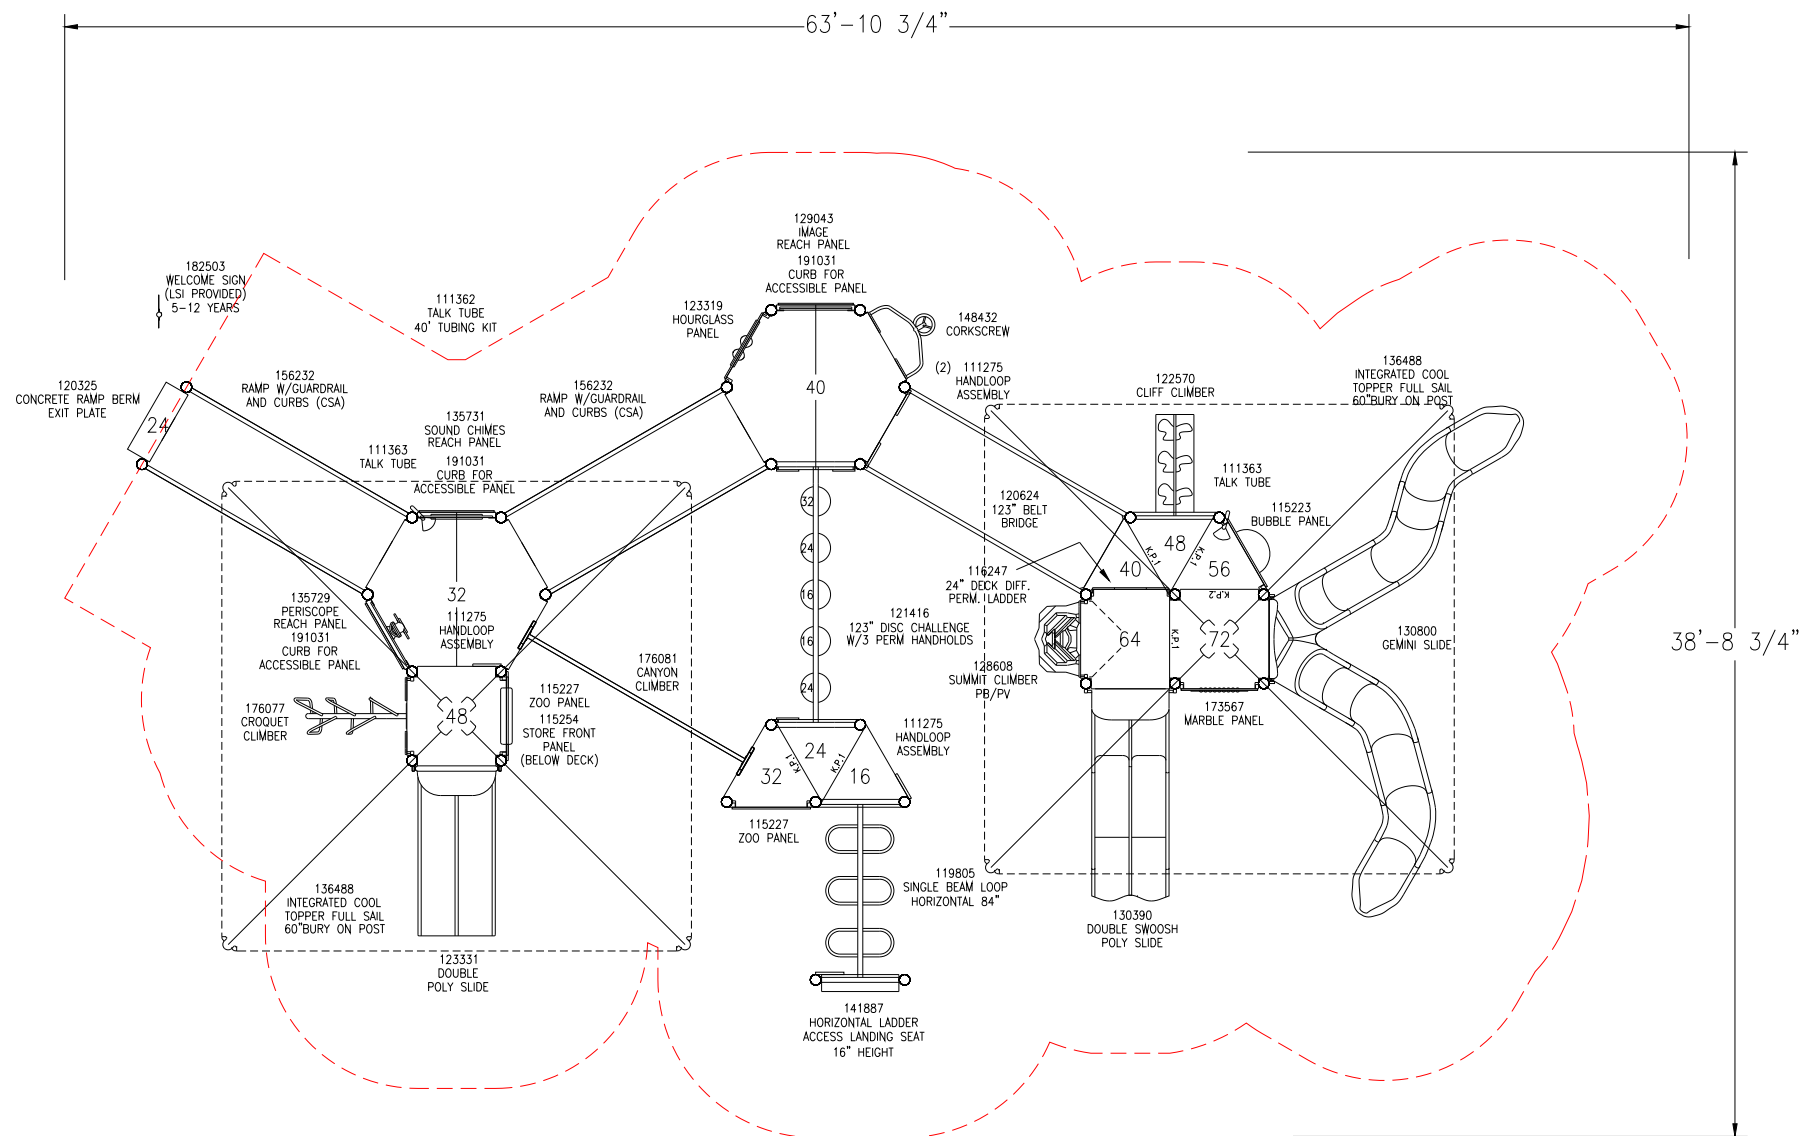 63'-10 3/4"
129043
IMAGE
REACH PANEL
191031
CURB FOR
ACCESSIBLE PANEL
182503
WELCOME SIGN
(LSI PROVIDED)
5-12 YEARS
111362
TALK TUBE
40' TUBING KIT
123319
HOURGLASS
PANEL
148432
CORKSCREW
(2) 111275
HANDLOOP
ASSEMBLY
136488
INTEGRATED COOL
TOPPER FULL SAIL
60"BURY ON POST
122570
CLIFF CLIMBER
120325
CONCRETE RAMP BERM
EXIT PLATE
156232
RAMP W/GUARDRAIL
AND CURBS (CSA)
156232
RAMP W/GUARDRAIL
AND CURBS (CSA)
40
24
135731
SOUND CHIMES
REACH PANEL
191031
CURB FOR
ACCESSIBLE PANEL
111363
TALK TUBE
111363
TALK TUBE
115223
BUBBLE PANEL
120624
123" BELT
BRIDGE
32
24
16
16
24
48
K.P.1
K.P.1
40
56
K.P.2
116247
24" DECK DIFF.
PERM. LADDER
32
135729
PERISCOPE
REACH PANEL
191031
CURB FOR
ACCESSIBLE PANEL
111275
HANDLOOP
ASSEMBLY
121416
123" DISC CHALLENGE
W/3 PERM HANDHOLDS
64
K.P.1
72
130800
GEMINI SLIDE
38'-8 3/4"
176081
CANYON
CLIMBER
128608
SUMMIT CLIMBER
PB/PV
173567
MARBLE PANEL
176077
CROQUET
CLIMBER
48
115227
ZOO PANEL
115254
STORE FRONT
PANEL
(BELOW DECK)
111275
HANDLOOP
ASSEMBLY
24
K.P.1
K.P.1
32
16
115227
ZOO PANEL
136488
INTEGRATED COOL
TOPPER FULL SAIL
60"BURY ON POST
119805
SINGLE BEAM LOOP
HORIZONTAL 84"
130390
DOUBLE SWOOSH
POLY SLIDE
123331
DOUBLE
POLY SLIDE
141887
HORIZONTAL LADDER
ACCESS LANDING SEAT
16" HEIGHT